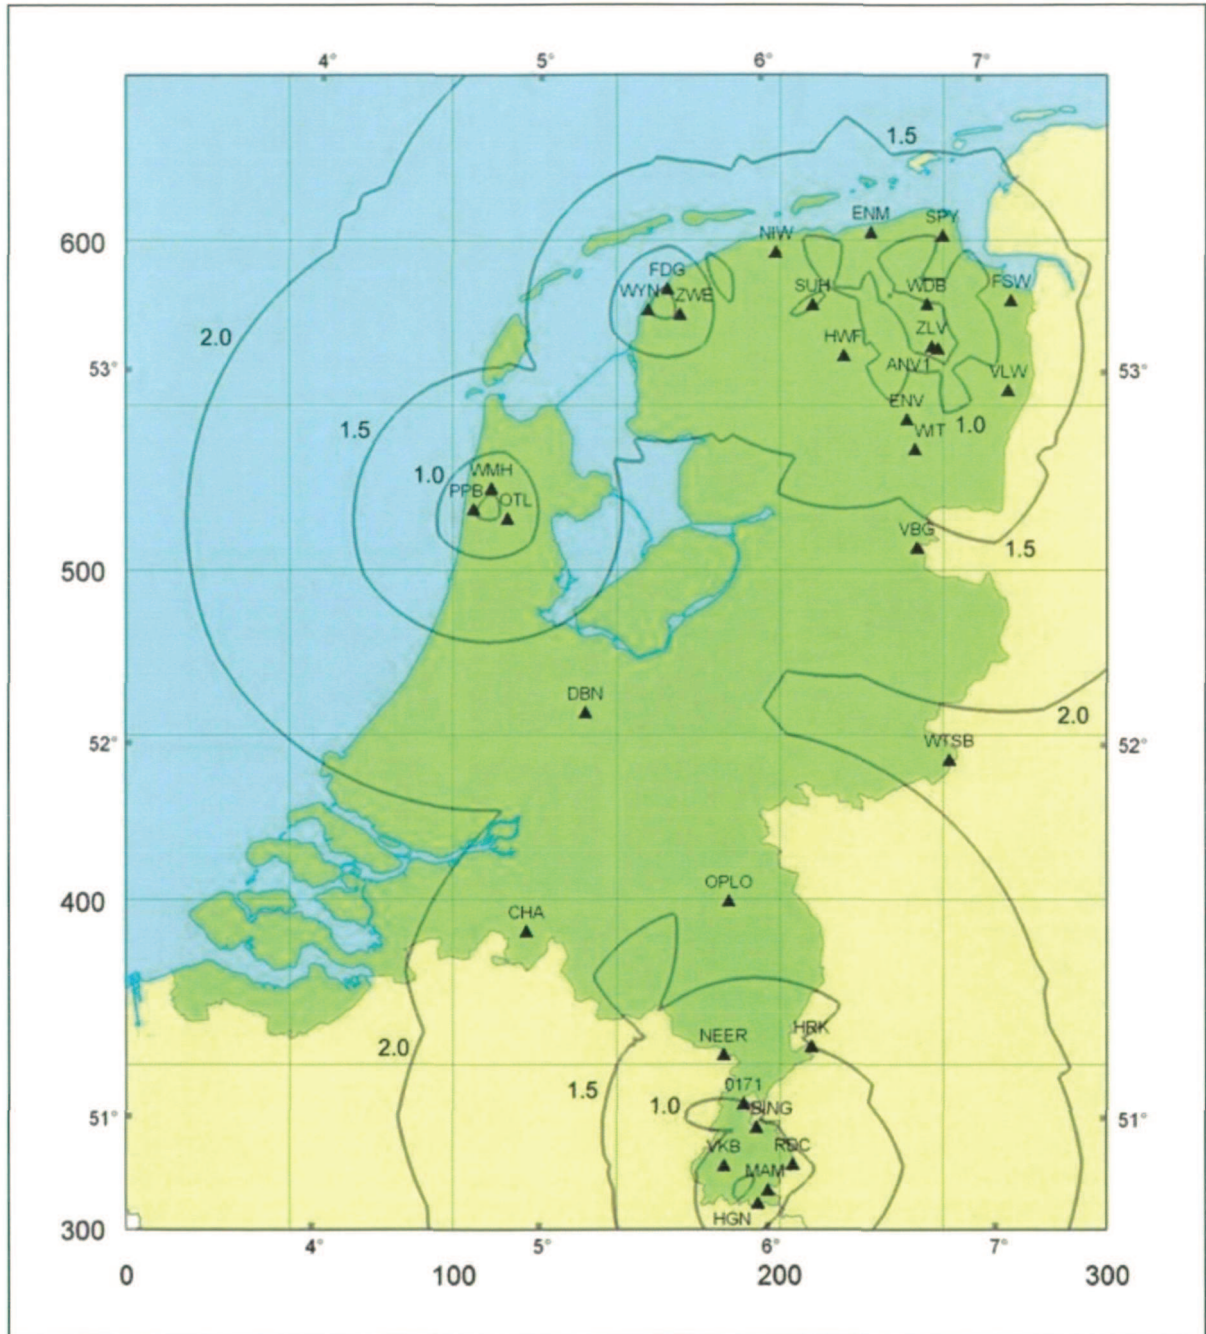 4° 5° 6° 7°
1.5
ENM SPY
600
NIW
FDG
WYN ZWE SUH WDB FSW
2.0
ZLV
HWF
53° ANV1 VLW 53°
ENV
1.5 1.0
WIT
1.0 WMH
PPB OTL
VBG
1.5
500
DBN
2.0
52° WTSB 52°
OPLO
400
CHA
HRK
NEER
2.0
0171
1.5
1.0 SING
51° 51°
VKB RDC
MAM
HGN
300
4° 5° 6° 7°
0 100 200 300